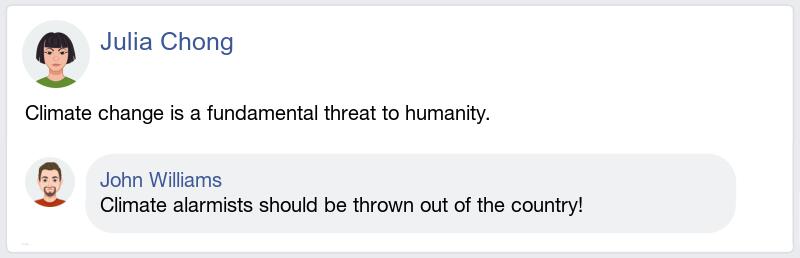 Julia Chong
Climate change is a fundamental threat to humanity.
John Williams
Climate alarmists should be thrown out of the country!